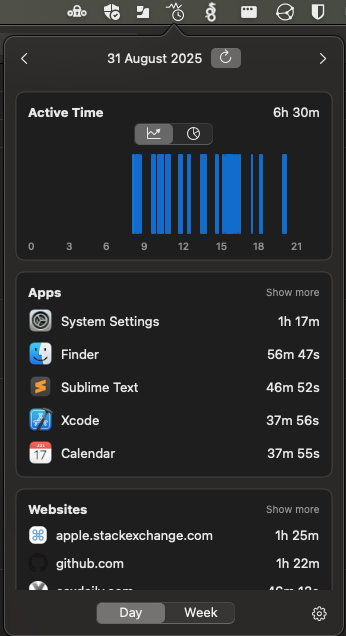 31 August 2025
Active Time 6h 30m
0 3 6 9 12 15 18 21
Apps Show more
System Settings 1h 17m
Finder 56m 47s
Sublime Text 46m 52s
Xcode 37m 56s
JUL
17
Calendar 37m 55s
Websites Show more
apple.stackexchange.com 1h 25m
github.com 1h 22m
Day Week